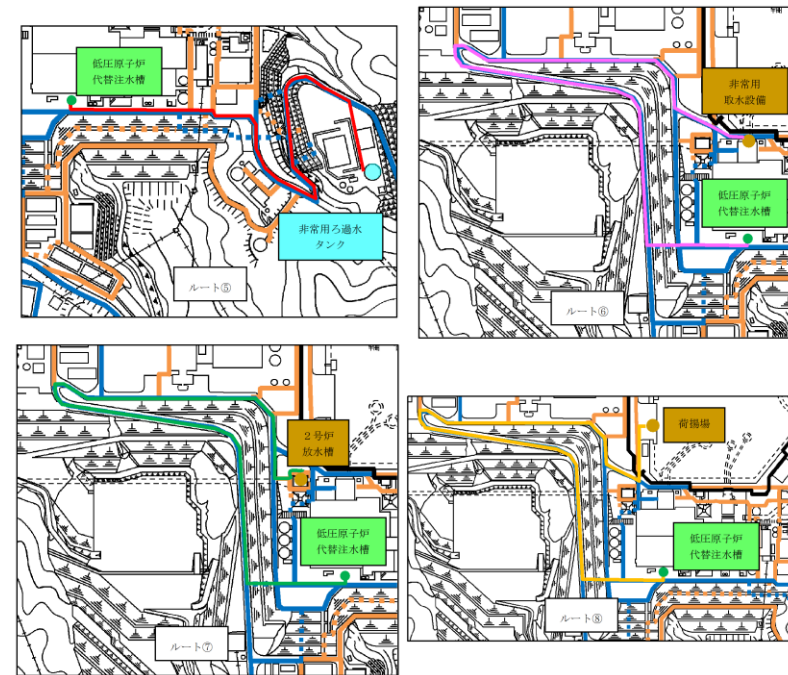 低圧原子炉
代替注水槽
非常用ろ過水
タンク
ルート⑤
非常用
取水設備
低圧原子炉
代替注水槽
ルート⑥
2号炉
放水槽
低圧原子炉
代替注水槽
ルート⑦
荷揚場
低圧原子炉
代替注水槽
ルート⑧